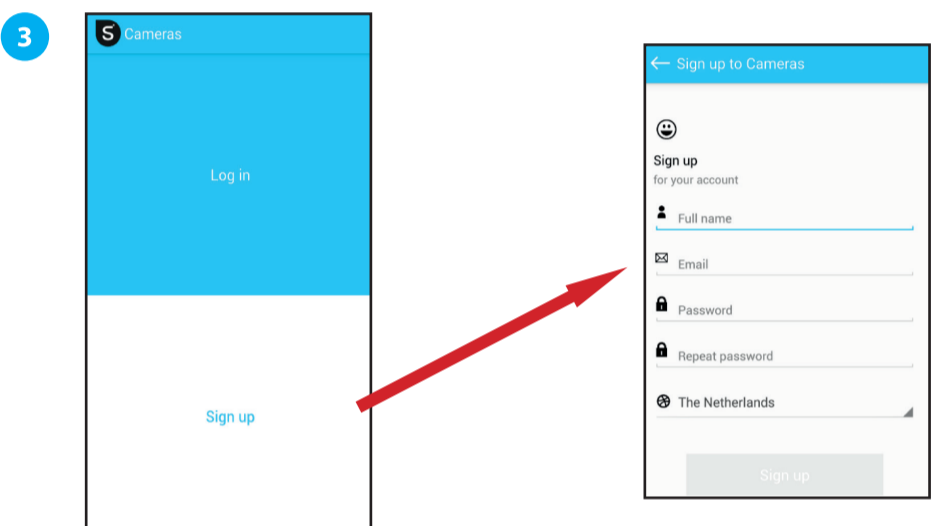 3
S Cameras
Log in
Sign up
Sign up to Cameras
Sign up
for your account
Full name
Email
Password
Repeat password
The Netherlands
Sign up